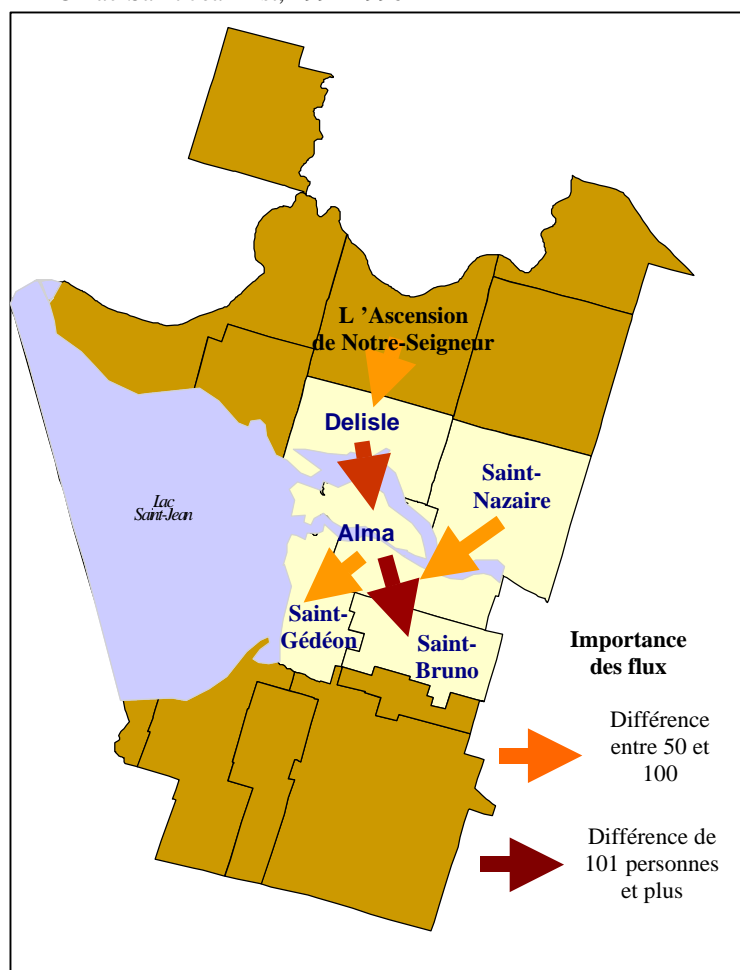 L ’Ascension
de Notre-Seigneur
Delisle
Saint-
Nazaire
Lac
Saint-Jean
Alma
Saint-
Gédéon
Saint-
Bruno
Importance
des flux
Différence
entre 50 et
100
Différence de
101 personnes
et plus